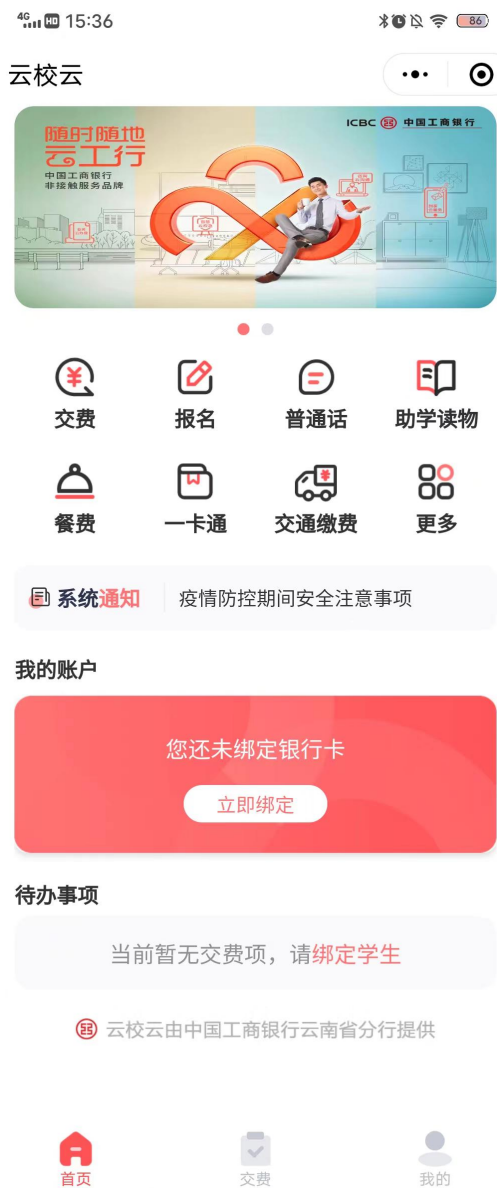 4G HD 15:36 86
云校云
随时随地
云工行
中国工商银行
非接触服务品牌
ICBC 中国工商银行
交费 报名 普通话 助学读物
餐费 一卡通 交通缴费 更多
系统通知 疫情防控期间安全注意事项
我的账户
您还未绑定银行卡
立即绑定
待办事项
当前暂无交费项，请绑定学生
云校云由中国工商银行云南省分行提供
首页 交费 我的